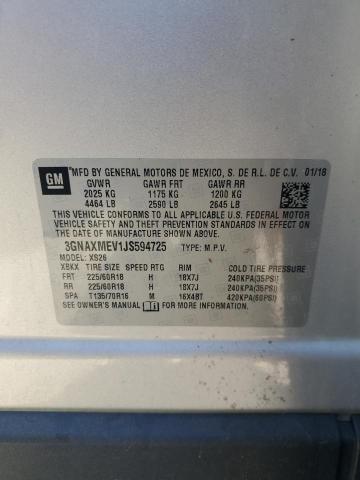 GM
MFD BY GENERAL MOTORS DE MEXICO, S. DE R.L. DE C.V. 01/18
GVWR GAWR FRT GAWR RR
2025 KG 1175 KG 1200 KG
4464 LB 2590 LB 2645 LB
THIS VEHICLE CONFORMS TO ALL APPLICABLE U.S. FEDERAL MOTOR
VEHICLE SAFETY, BUMPER, AND
THEFT PREVENTION STANDARDS IN EFFECT ON THE
DATE OF MANUFACTURE SHOWN ABOVE.
3GNAXMEV1JS594725 TYPE: M.P.V.
MODEL: XS26
XBKX TIRE SIZE SPEED RTG RIM COLD TIRE PRESSURE
FRT 225/60R18 H 18X7J 240KPA(35PSI)
RR 225/60R18 H 18X7J 240KPA(35PSI)
SPA T135/70R16 M 16X4BT 420KPA(60PSI)
SEE OWNER'S MANUAL FOR MORE INFORMATION.